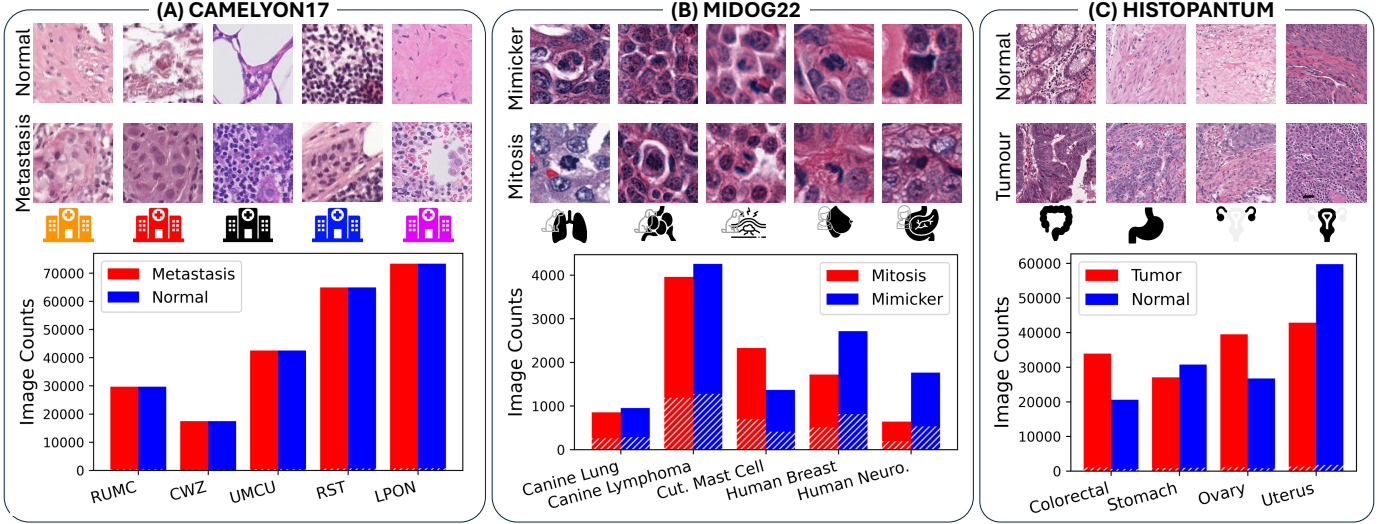 (A) CAMELYON17
Normal
Metastasis
Image Counts
70000
60000
50000
40000
30000
20000
10000
0
Metastasis
Normal
RUMC
CWZ
UMCU
RST
LPON
(B) MIDOG22
Mimicker
Mitosis
Image Counts
4000
3000
2000
1000
0
Mitosis
Mimicker
Canine Lung
Canine Lymphoma
Cut. Mast Cell
Human Breast
Human Neuro.
(C) HISTOPANTUM
Normal
Tumour
Image Counts
60000
50000
40000
30000
20000
10000
0
Tumor
Normal
Colorectal
Stomach
Ovary
Uterus